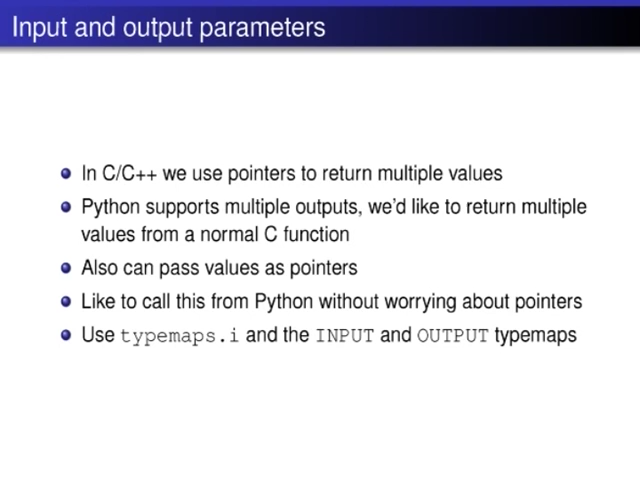 Input and output parameters
In C/C++ we use pointers to return multiple values
Python supports multiple outputs, we'd like to return multiple
values from a normal C function
Also can pass values as pointers
Like to call this from Python without worrying about pointers
Use typemaps.i and the INPUT and OUTPUT typemaps